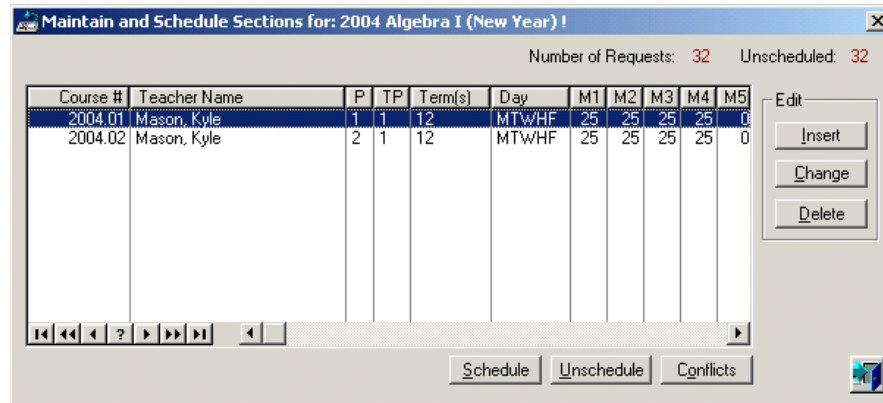 Maintain and Schedule Sections for: 2004 Algebra I (New Year) !
Number of Requests: 32 Unscheduled: 32
Course # Teacher Name P TP Term(s) Day M1 M2 M3 M4 M5
2004.01 Mason, Kyle 1 1 12 MTWHF 25 25 25 25 0
2004.02 Mason, Kyle 2 1 12 MTWHF 25 25 25 25 0
Edit
Insert
Change
Delete
?
Schedule Unschedule Conflicts